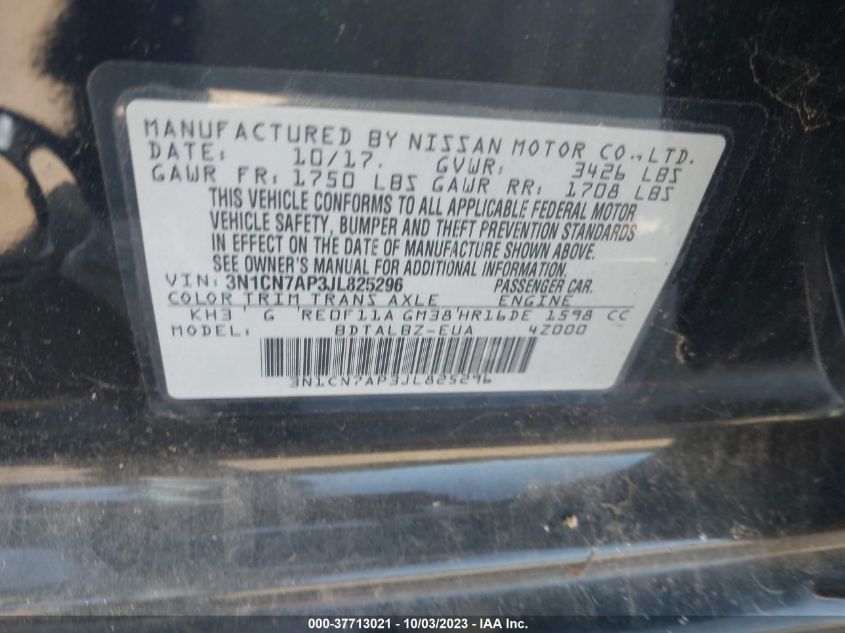 MANUFACTURED BY NISSAN MOTOR CO.,LTD.
DATE: 10/17. GVWR: 3426 LBS
GAWR FR: 1750 LBS GAWR RR: 1708 LBS
THIS VEHICLE CONFORMS TO ALL APPLICABLE FEDERAL MOTOR
VEHICLE SAFETY, BUMPER AND THEFT PREVENTION STANDARDS
IN EFFECT ON THE DATE OF MANUFACTURE SHOWN ABOVE.
SEE OWNER'S MANUAL FOR ADDITIONAL INFORMATION.
VIN: 3N1CN7AP3JL825296 PASSENGER CAR.
COLOR TRIM TRANS AXLE ENGINE
KH3 G RE0F11A GM38 HR16DE 1598 CC
MODEL: BDTALBZ-EUA 4Z000
3N1CN7AP3JL825296
000-37713021 - 10/03/2023 - IAAI Inc.